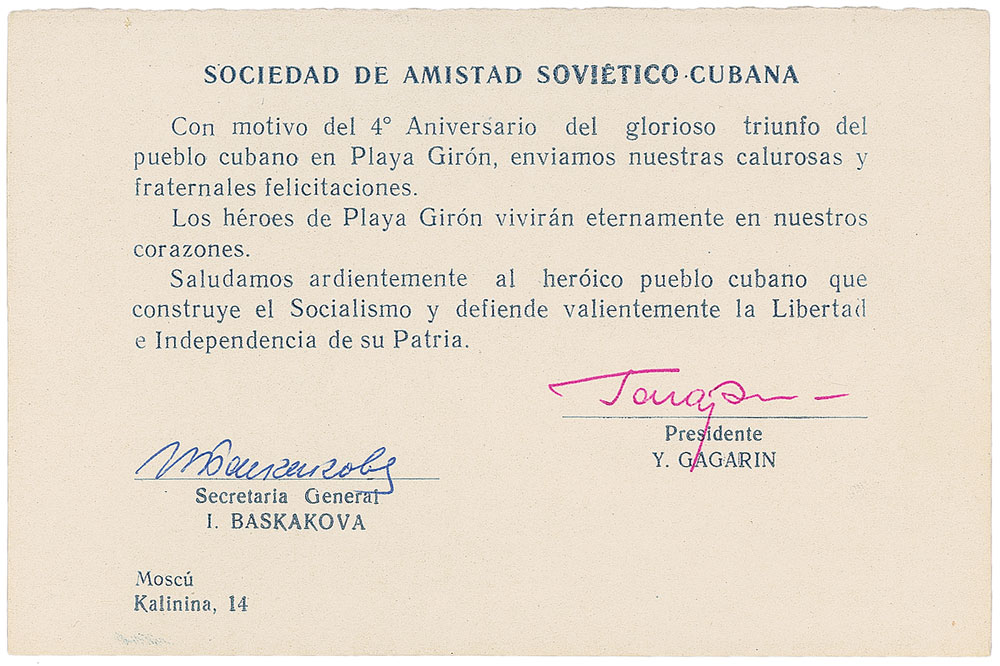 SOCIEDAD DE AMISTAD SOVIÉTICO-CUBANA
Con motivo del 4° Aniversario del glorioso triunfo del
pueblo cubano en Playa Girón, enviamos nuestras calurosas y
fraternales felicitaciones.
Los héroes de Playa Girón vivirán eternamente en nuestros
corazones.
Saludamos ardientemente al heróico pueblo cubano que
construye el Socialismo y defiende valientemente la Libertad
e Independencia de su Patria.
Presidente
Y. GAGARIN
Secretaria General
I. BASKAKOVA
Moscú
Kalinina, 14